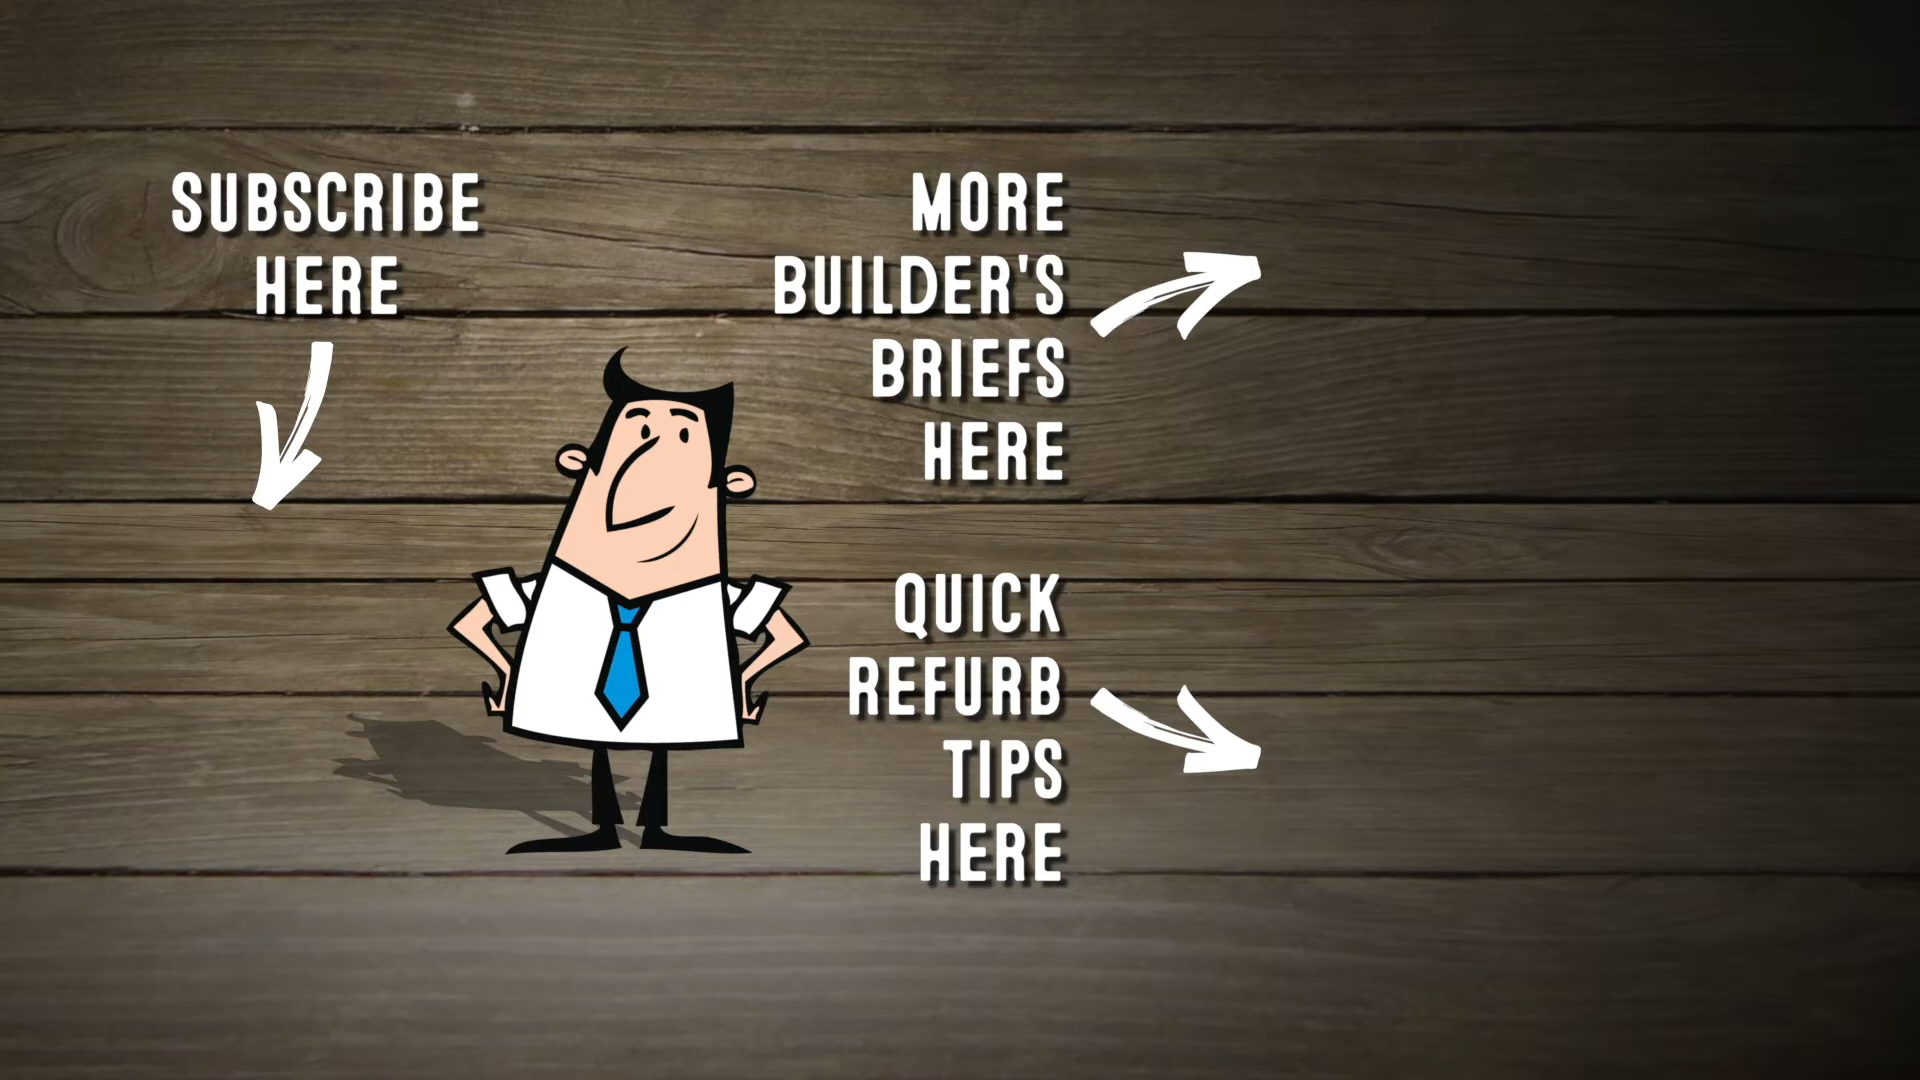 SUBSCRIBE
HERE
MORE
BUILDER'S
BRIEFS
HERE
QUICK
REFURB
TIPS
HERE